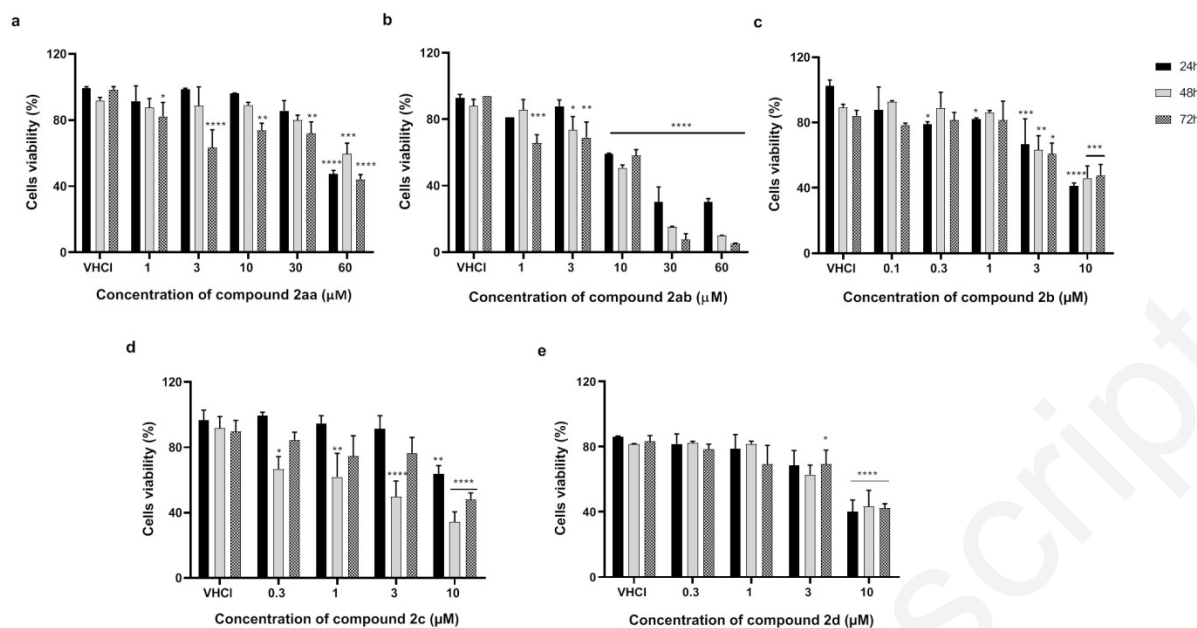 a
Cells viability (%)
120
80
40
0
*
****
**
**
****
***
****
VHCl
1
3
10
30
60
Concentration of compound 2aa (µM)
b
Cells viability (%)
120
80
40
0
***
*
**
****
VHCl
1
3
10
30
60
Concentration of compound 2ab (µM)
c
Cells viability (%)
120
80
40
0
*
*
***
**
*
****
***
VHCl
0.1
0.3
1
3
10
Concentration of compound 2b (µM)
24h
48h
72h
d
Cells viability (%)
120
80
40
0
*
**
****
**
****
VHCl
0.3
1
3
10
Concentration of compound 2c (µM)
e
Cells viability (%)
120
80
40
0
*
****
VHCl
0.3
1
3
10
Concentration of compound 2d (µM)
script